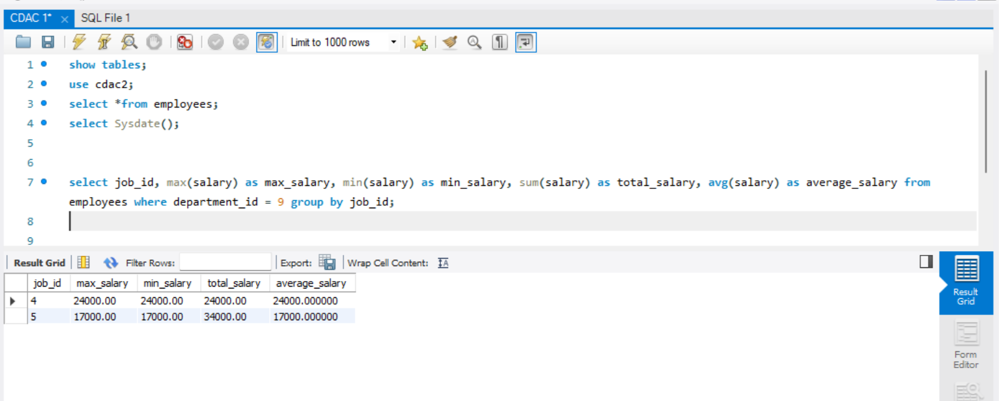 CDAC 1* × SQL File 1
Limit to 1000 rows
1 show tables;
2 use cdac2;
3 select *from employees;
4 select Sysdate();
5
6
7 select job_id, max(salary) as max_salary, min(salary) as min_salary, sum(salary) as total_salary, avg(salary) as average_salary from
employees where department_id = 9 group by job_id;
8
9
Result Grid Filter Rows: Export: Wrap Cell Content:
job_id max_salary min_salary total_salary average_salary
4 24000.00 24000.00 24000.00 24000.000000
5 17000.00 17000.00 34000.00 17000.000000
Result
Grid
Form
Editor